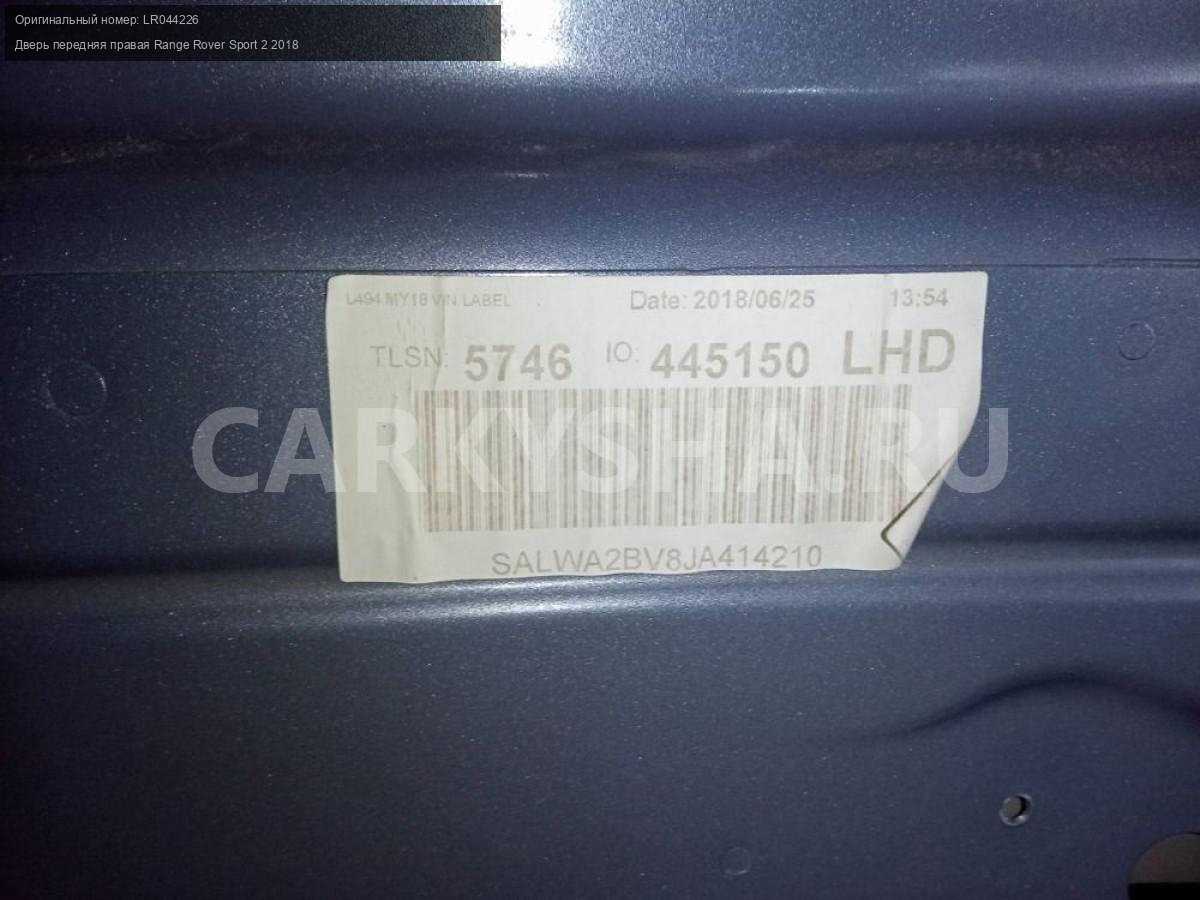 Оригинальный номер: LR044226
Дверь передняя правая Range Rover Sport 2 2018
L494 MY18 VIN LABEL Date: 2018/06/25 13:54
TLSN: 5746 IO: 445150 LHD
CARKYSHA.RU
SALWA2BV8JA414210